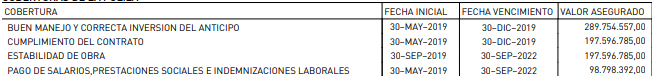 COBERTURA FECHA INICIAL FECHA VENCIMIENTO VALOR ASEGURADO
BUEN MANEJO Y CORRECTA INVERSION DEL ANTICIPO 30-MAY-2019 30-DIC-2019 289.754.557,00
CUMPLIMIENTO DEL CONTRATO 30-MAY-2019 30-DIC-2019 197.596.785,00
ESTABILIDAD DE OBRA 30-SEP-2019 30-SEP-2022 197.596.785,00
PAGO DE SALARIOS,PRESTACIONES SOCIALES E INDEMNIZACIONES LABORALES 30-MAY-2019 30-SEP-2022 98.798.392,00